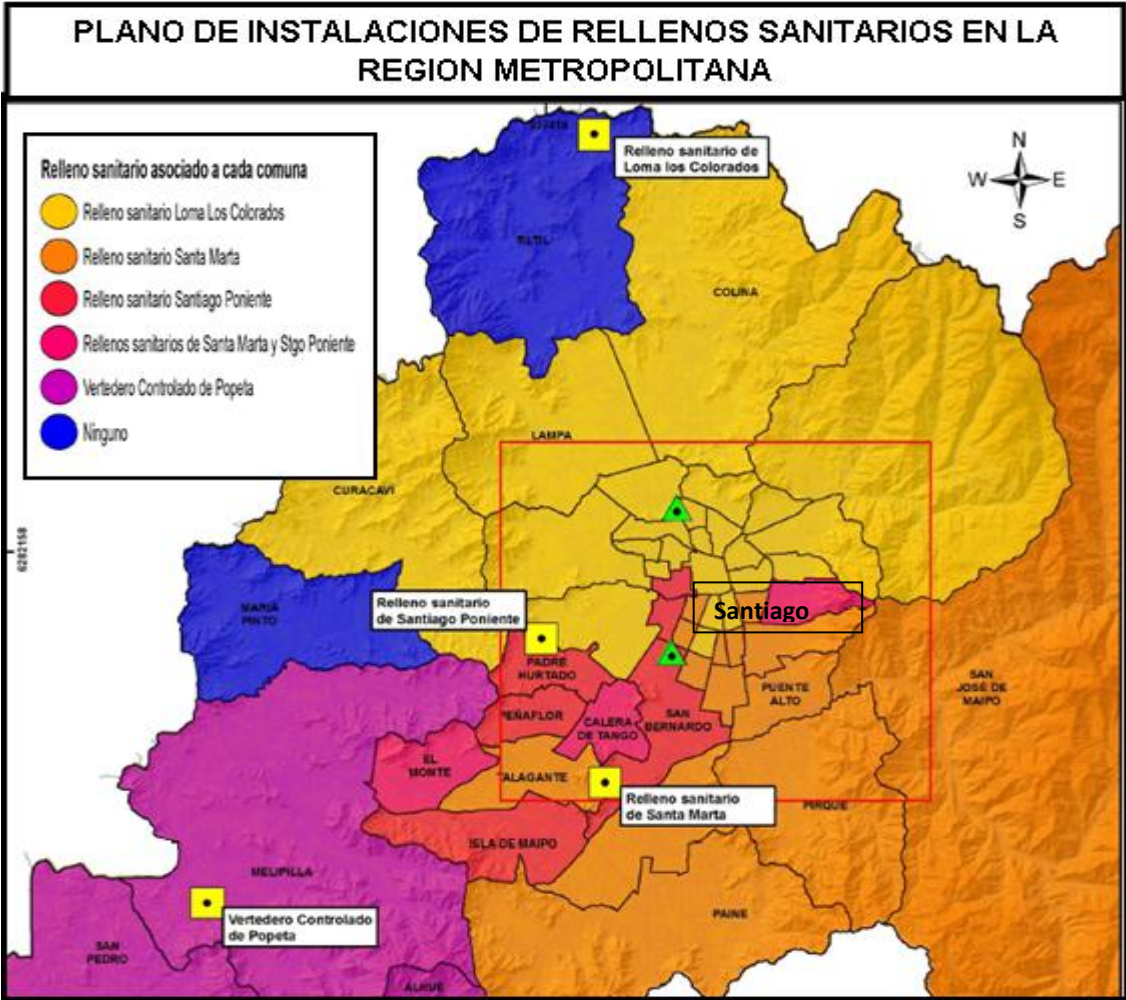 PLANO DE INSTALACIONES DE RELLENOS SANITARIOS EN LA
REGION METROPOLITANA
Relleno sanitario asociado a cada comuna
Relleno sanitario Loma Los Colorados
Relleno sanitario Santa Marta
Relleno sanitario Santiago Poniente
Rellenos sanitarios de Santa Marta y Stgo Poniente
Vertedero Controlado de Popeta
Ninguno
Relleno sanitario de
Loma los Colorados
N
W
E
S
TILTIL
COLINA
LAMPA
CURACAVÍ
6282158
MARIA
PINTO
Relleno sanitario
de Santiago Poniente
Santiago
PADRE
HURTADO
PEÑAFLOR
CALERA
DE TANGO
SAN
BERNARDO
PUENTE
ALTO
SAN
JOSÉ DE
MAIPO
EL
MONTE
TALAGANTE
Relleno sanitario
de Santa Marta
PIRQUE
ISLA DE MAIPO
MELIPILLA
Vertedero Controlado
de Popeta
PAINE
SAN
PEDRO
ALHUÉ